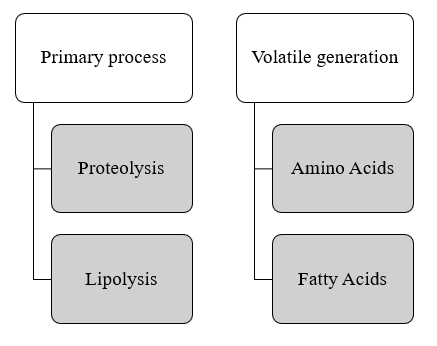 Primary process
Volatile generation
Proteolysis
Amino Acids
Lipolysis
Fatty Acids